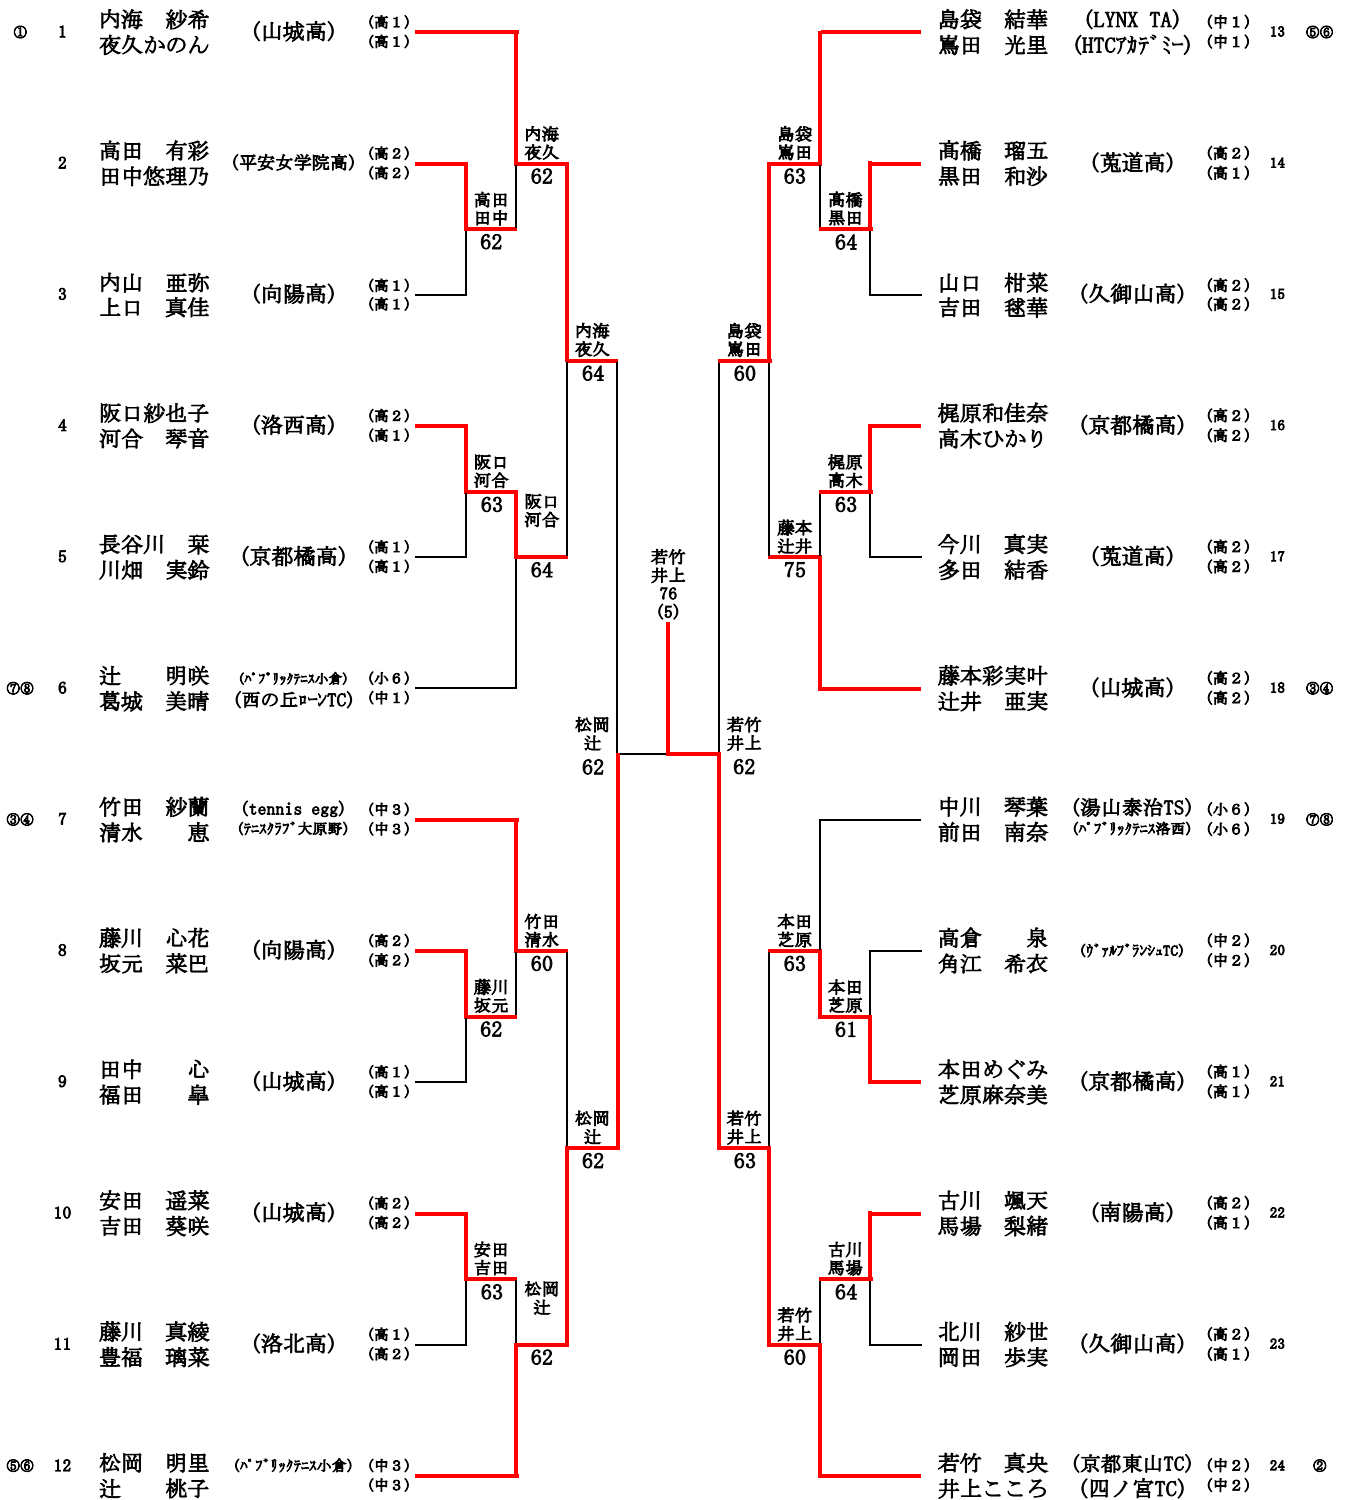 ① 1 内海　紗希 (山城高) (高1)
夜久かのん (高1)
2 高田　有彩 (平安女学院高) (高2)
田中悠理乃 (高2)
3 内山　亜弥 (向陽高) (高1)
上口　真佳 (高1)
4 阪口紗也子 (洛西高) (高2)
河合　琴音 (高1)
5 長谷川　栞 (京都橘高) (高1)
川畑　実鈴 (高1)
⑦⑧ 6 辻　　明咲 (ﾊﾟﾌﾞﾘｯｸﾃﾆｽ小倉) (小6)
葛城　美晴 (西の丘ﾛｰﾝTC) (中1)
③④ 7 竹田　紗蘭 (tennis egg) (中3)
清水　　恵 (ﾃﾆｽｸﾗﾌﾞ大原野) (中3)
8 藤川　心花 (向陽高) (高2)
坂元　菜巴 (高2)
9 田中　　心 (山城高) (高1)
福田　　皐 (高1)
10 安田　遥菜 (山城高) (高2)
吉田　葵咲 (高2)
11 藤川　真綾 (洛北高) (高1)
豊福　璃菜 (高2)
⑤⑥ 12 松岡　明里 (ﾊﾟﾌﾞﾘｯｸﾃﾆｽ小倉) (中3)
辻　　桃子 (中3)
高田
田中
62
阪口
河合
63
藤川
坂元
62
安田
吉田
63
内海
夜久
62
阪口
河合
64
竹田
清水
60
松岡
辻
62
内海
夜久
64
松岡
辻
62
松岡
辻
62
若竹
井上
76
(5)
若竹
井上
62
島袋
嶌田
60
若竹
井上
63
島袋
嶌田
63
藤本
辻井
75
本田
芝原
63
若竹
井上
60
髙橋
黒田
64
梶原
高木
63
本田
芝原
61
古川
馬場
64
島袋　結華 (LYNX TA) (中1) 13 ⑤⑥
嶌田　光里 (HTCｱｶﾃﾞﾐｰ) (中1)
髙橋　瑠五 (莵道高) (高2) 14
黒田　和沙 (高1)
山口　柑菜 (久御山高) (高2) 15
吉田　毬華 (高2)
梶原和佳奈 (京都橘高) (高2) 16
高木ひかり (高2)
今川　真実 (莵道高) (高2) 17
多田　結香 (高2)
藤本彩実叶 (山城高) (高2) 18 ③④
辻井　亜実 (高2)
中川　琴葉 (湯山泰治TS) (小6) 19 ⑦⑧
前田　南奈 (ﾊﾟﾌﾞﾘｯｸﾃﾆｽ洛西) (小6)
高倉　　泉 (ｳﾞｧﾙﾌﾞﾗﾝｼｭTC) (中2) 20
角江　希衣 (中2)
本田めぐみ (京都橘高) (高1) 21
芝原麻奈美 (高1)
古川　颯天 (南陽高) (高2) 22
馬場　梨緒 (高1)
北川　紗世 (久御山高) (高2) 23
岡田　歩実 (高1)
若竹　真央 (京都東山TC) (中2) 24 ②
井上こころ (四ノ宮TC) (中2)